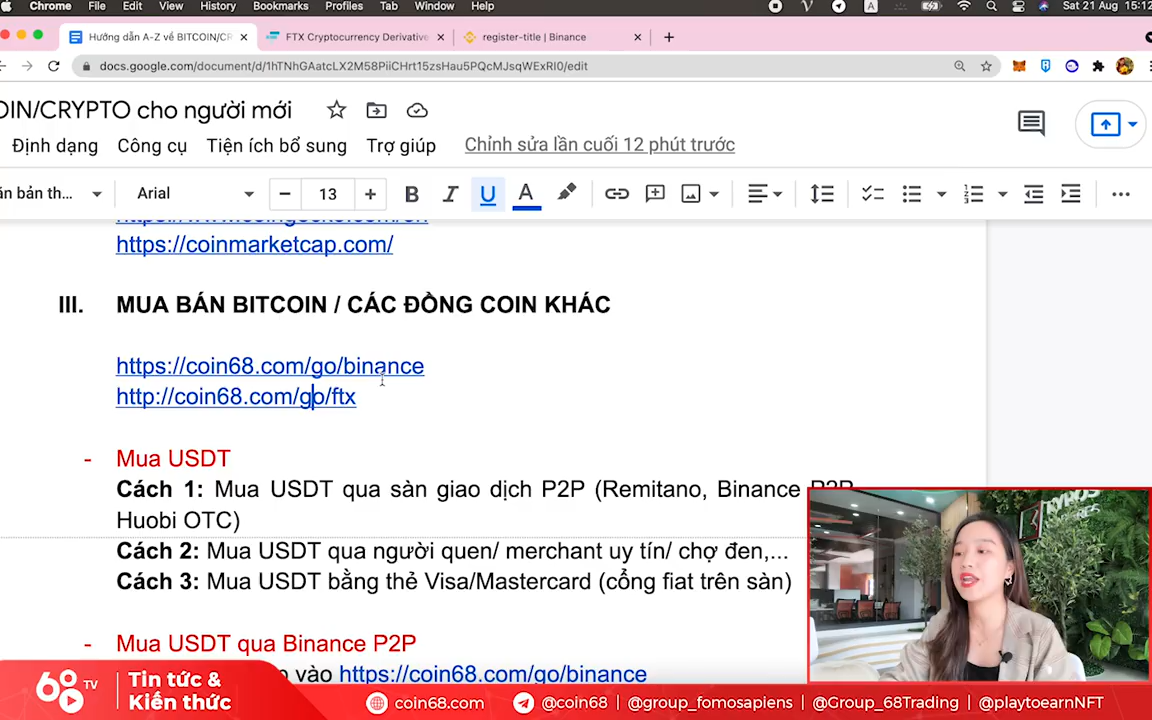 Chrome File Edit View History Bookmarks Profiles Tab Window Help Sat 21 Aug 15:12
Hướng dẫn A-Z về BITCOIN/CR FTX Cryptocurrency Derivative register-title | Binance
docs.google.com/document/d/1hTNhGAatcLX2M58PiiCHrt15zsHau5PQcMJsqWExRI0/edit
OIN/CRYPTO cho người mới
Định dạng Công cụ Tiện ích bổ sung Trợ giúp Chỉnh sửa lần cuối 12 phút trước
ăn bản th... Arial 13 B I U A
https://coinmarketcap.com/
III. MUA BÁN BITCOIN / CÁC ĐỒNG COIN KHÁC
https://coin68.com/go/binance
http://coin68.com/go/ftx
- Mua USDT
Cách 1: Mua USDT qua sàn giao dịch P2P (Remitano, Binance P2P
Huobi OTC)
Cách 2: Mua USDT qua người quen/ merchant uy tín/ chợ đen,...
Cách 3: Mua USDT bằng thẻ Visa/Mastercard (cổng fiat trên sàn)
- Mua USDT qua Binance P2P
vào https://coin68.com/go/binance
68 TV
Tin tức &
Kiến thức
coin68.com @coin68 | @group_fomosapiens | @Group_68Trading | @playtoearnNFT